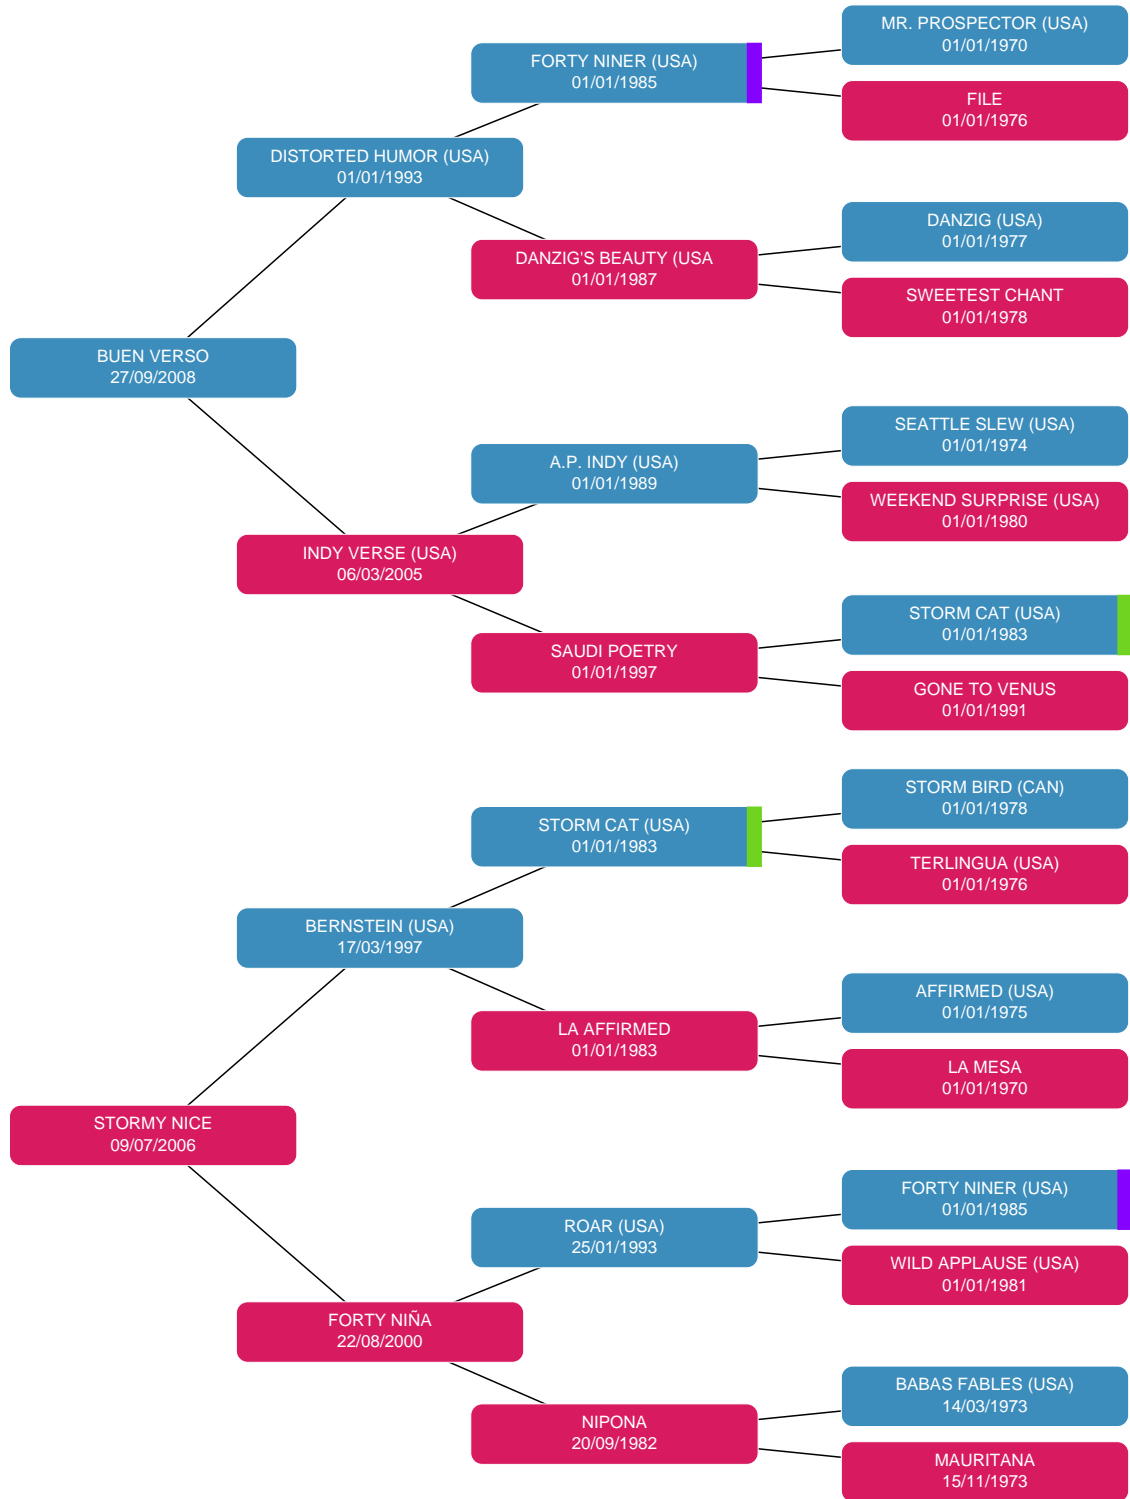 MR. PROSPECTOR (USA)
01/01/1970
FORTY NINER (USA)
01/01/1985
FILE
01/01/1976
DISTORTED HUMOR (USA)
01/01/1993
DANZIG (USA)
01/01/1977
DANZIG'S BEAUTY (USA
01/01/1987
SWEETEST CHANT
01/01/1978
BUEN VERSO
27/09/2008
SEATTLE SLEW (USA)
01/01/1974
A.P. INDY (USA)
01/01/1989
WEEKEND SURPRISE (USA)
01/01/1980
INDY VERSE (USA)
06/03/2005
STORM CAT (USA)
01/01/1983
SAUDI POETRY
01/01/1997
GONE TO VENUS
01/01/1991
STORM BIRD (CAN)
01/01/1978
STORM CAT (USA)
01/01/1983
TERLINGUA (USA)
01/01/1976
BERNSTEIN (USA)
17/03/1997
AFFIRMED (USA)
01/01/1975
LA AFFIRMED
01/01/1983
LA MESA
01/01/1970
STORMY NICE
09/07/2006
FORTY NINER (USA)
01/01/1985
ROAR (USA)
25/01/1993
WILD APPLAUSE (USA)
01/01/1981
FORTY NIÑA
22/08/2000
BABAS FABLES (USA)
14/03/1973
NIPONA
20/09/1982
MAURITANA
15/11/1973